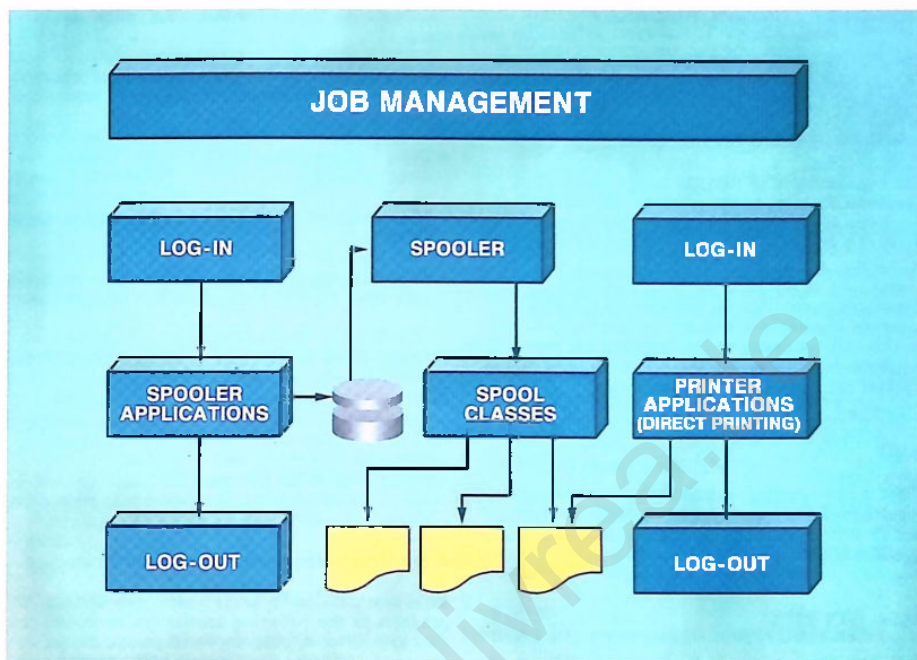 JOB MANAGEMENT
LOG-IN
SPOOLER
LOG-IN
SPOOLER
APPLICATIONS
SPOOL
CLASSES
PRINTER
APPLICATIONS
(DIRECT PRINTING)
LOG-OUT
LOG-OUT